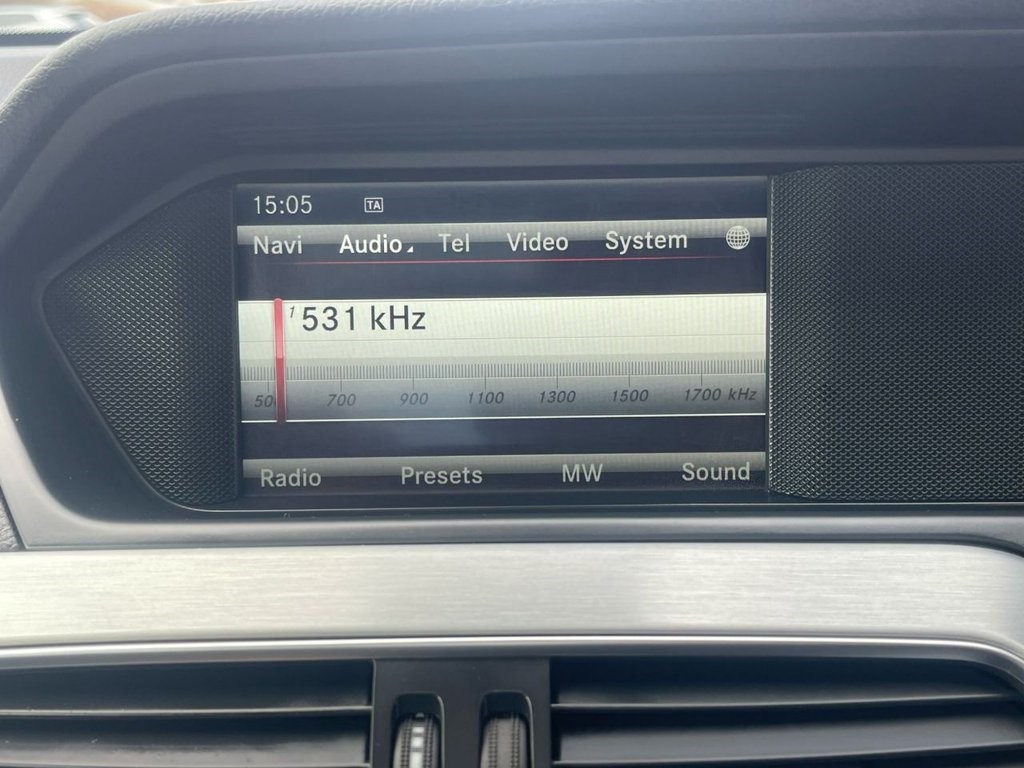 15:05 TA
Navi Audio Tel Video System
1 531 kHz
500 700 900 1100 1300 1500 1700 kHz
Radio Presets MW Sound